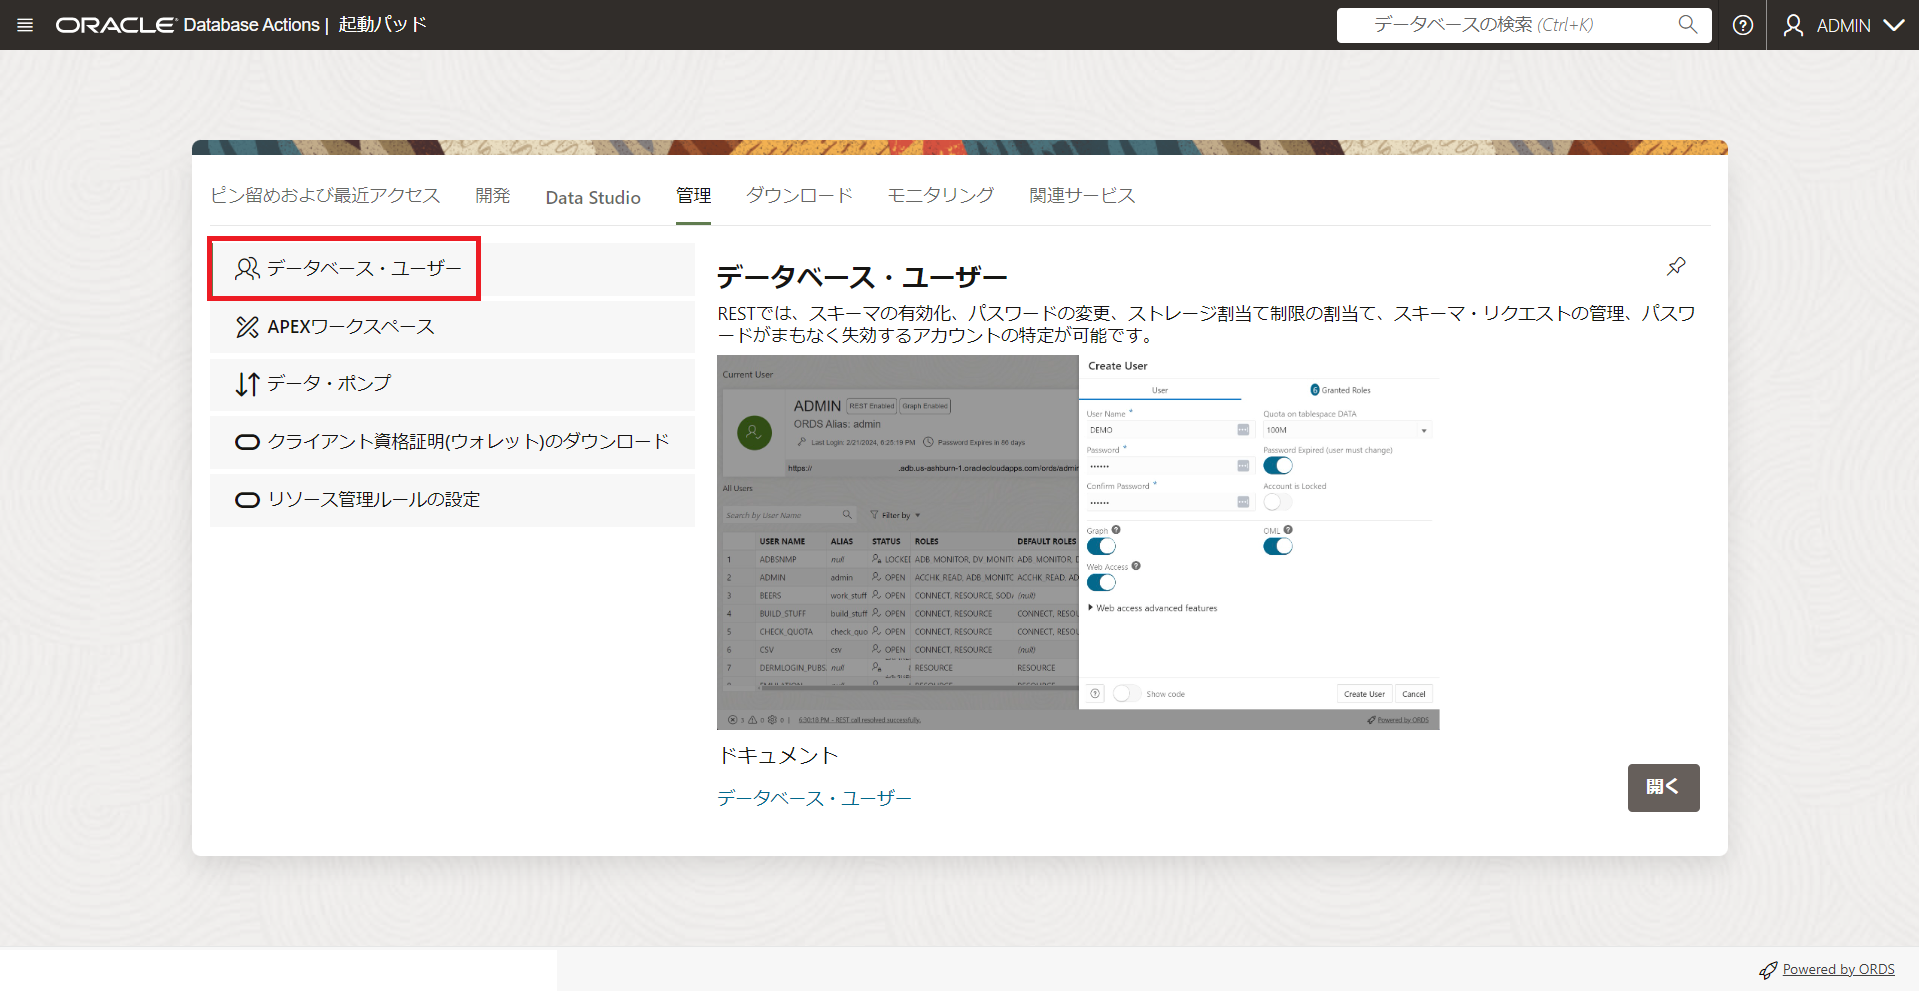 ORACLE Database Actions | 起動パッド
データベースの検索 (Ctrl+K)
ADMIN
ピン留めおよび最近アクセス 開発 Data Studio 管理 ダウンロード モニタリング 関連サービス
データベース・ユーザー
APEXワークスペース
データ・ポンプ
クライアント資格証明(ウォレット)のダウンロード
リソース管理ルールの設定
データベース・ユーザー
RESTでは、スキーマの有効化、パスワードの変更、ストレージ割当て制限の割当て、スキーマ・リクエストの管理、パスワ
ードがまもなく失効するアカウントの特定が可能です。
Current User
ADMIN REST Enabled Graph Enabled
ORDS Alias: admin
Last Login: 2/21/2024, 6:25:19 PM Password Expires in 86 days
https:// .adb.us-ashburn-1.oraclecloudapps.com/ords/admin
All Users
Search by User Name Filter by
USER NAME ALIAS STATUS ROLES DEFAULT ROLES
1 ADBSNMP null LOCKED ADB_MONITOR, DV_MONITO ADB_MONITOR, D
2 ADMIN admin OPEN ACCHK_READ, ADB_MONITO ACCHK_READ, AD
3 BEERS work_stuff OPEN CONNECT, RESOURCE, SODA (null)
4 BUILD_STUFF build_stuff OPEN CONNECT, RESOURCE CONNECT, RESOU
5 CHECK_QUOTA check_quo OPEN CONNECT, RESOURCE CONNECT, RESOU
6 CSV csv OPEN CONNECT, RESOURCE (null)
7 DERMLOGIN_PUBS null RESOURCE RESOURCE
6:30:18 PM - REST call resolved successfully.
Powered by ORDS
Create User
User 6 Granted Roles
User Name * Quota on tablespace DATA
DEMO 100M
Password * Password Expired (user must change)
••••••
Confirm Password * Account is Locked
••••••
Graph OML
Web Access
Web access advanced features
Show code Create User Cancel
ドキュメント
データベース・ユーザー
開く
Powered by ORDS